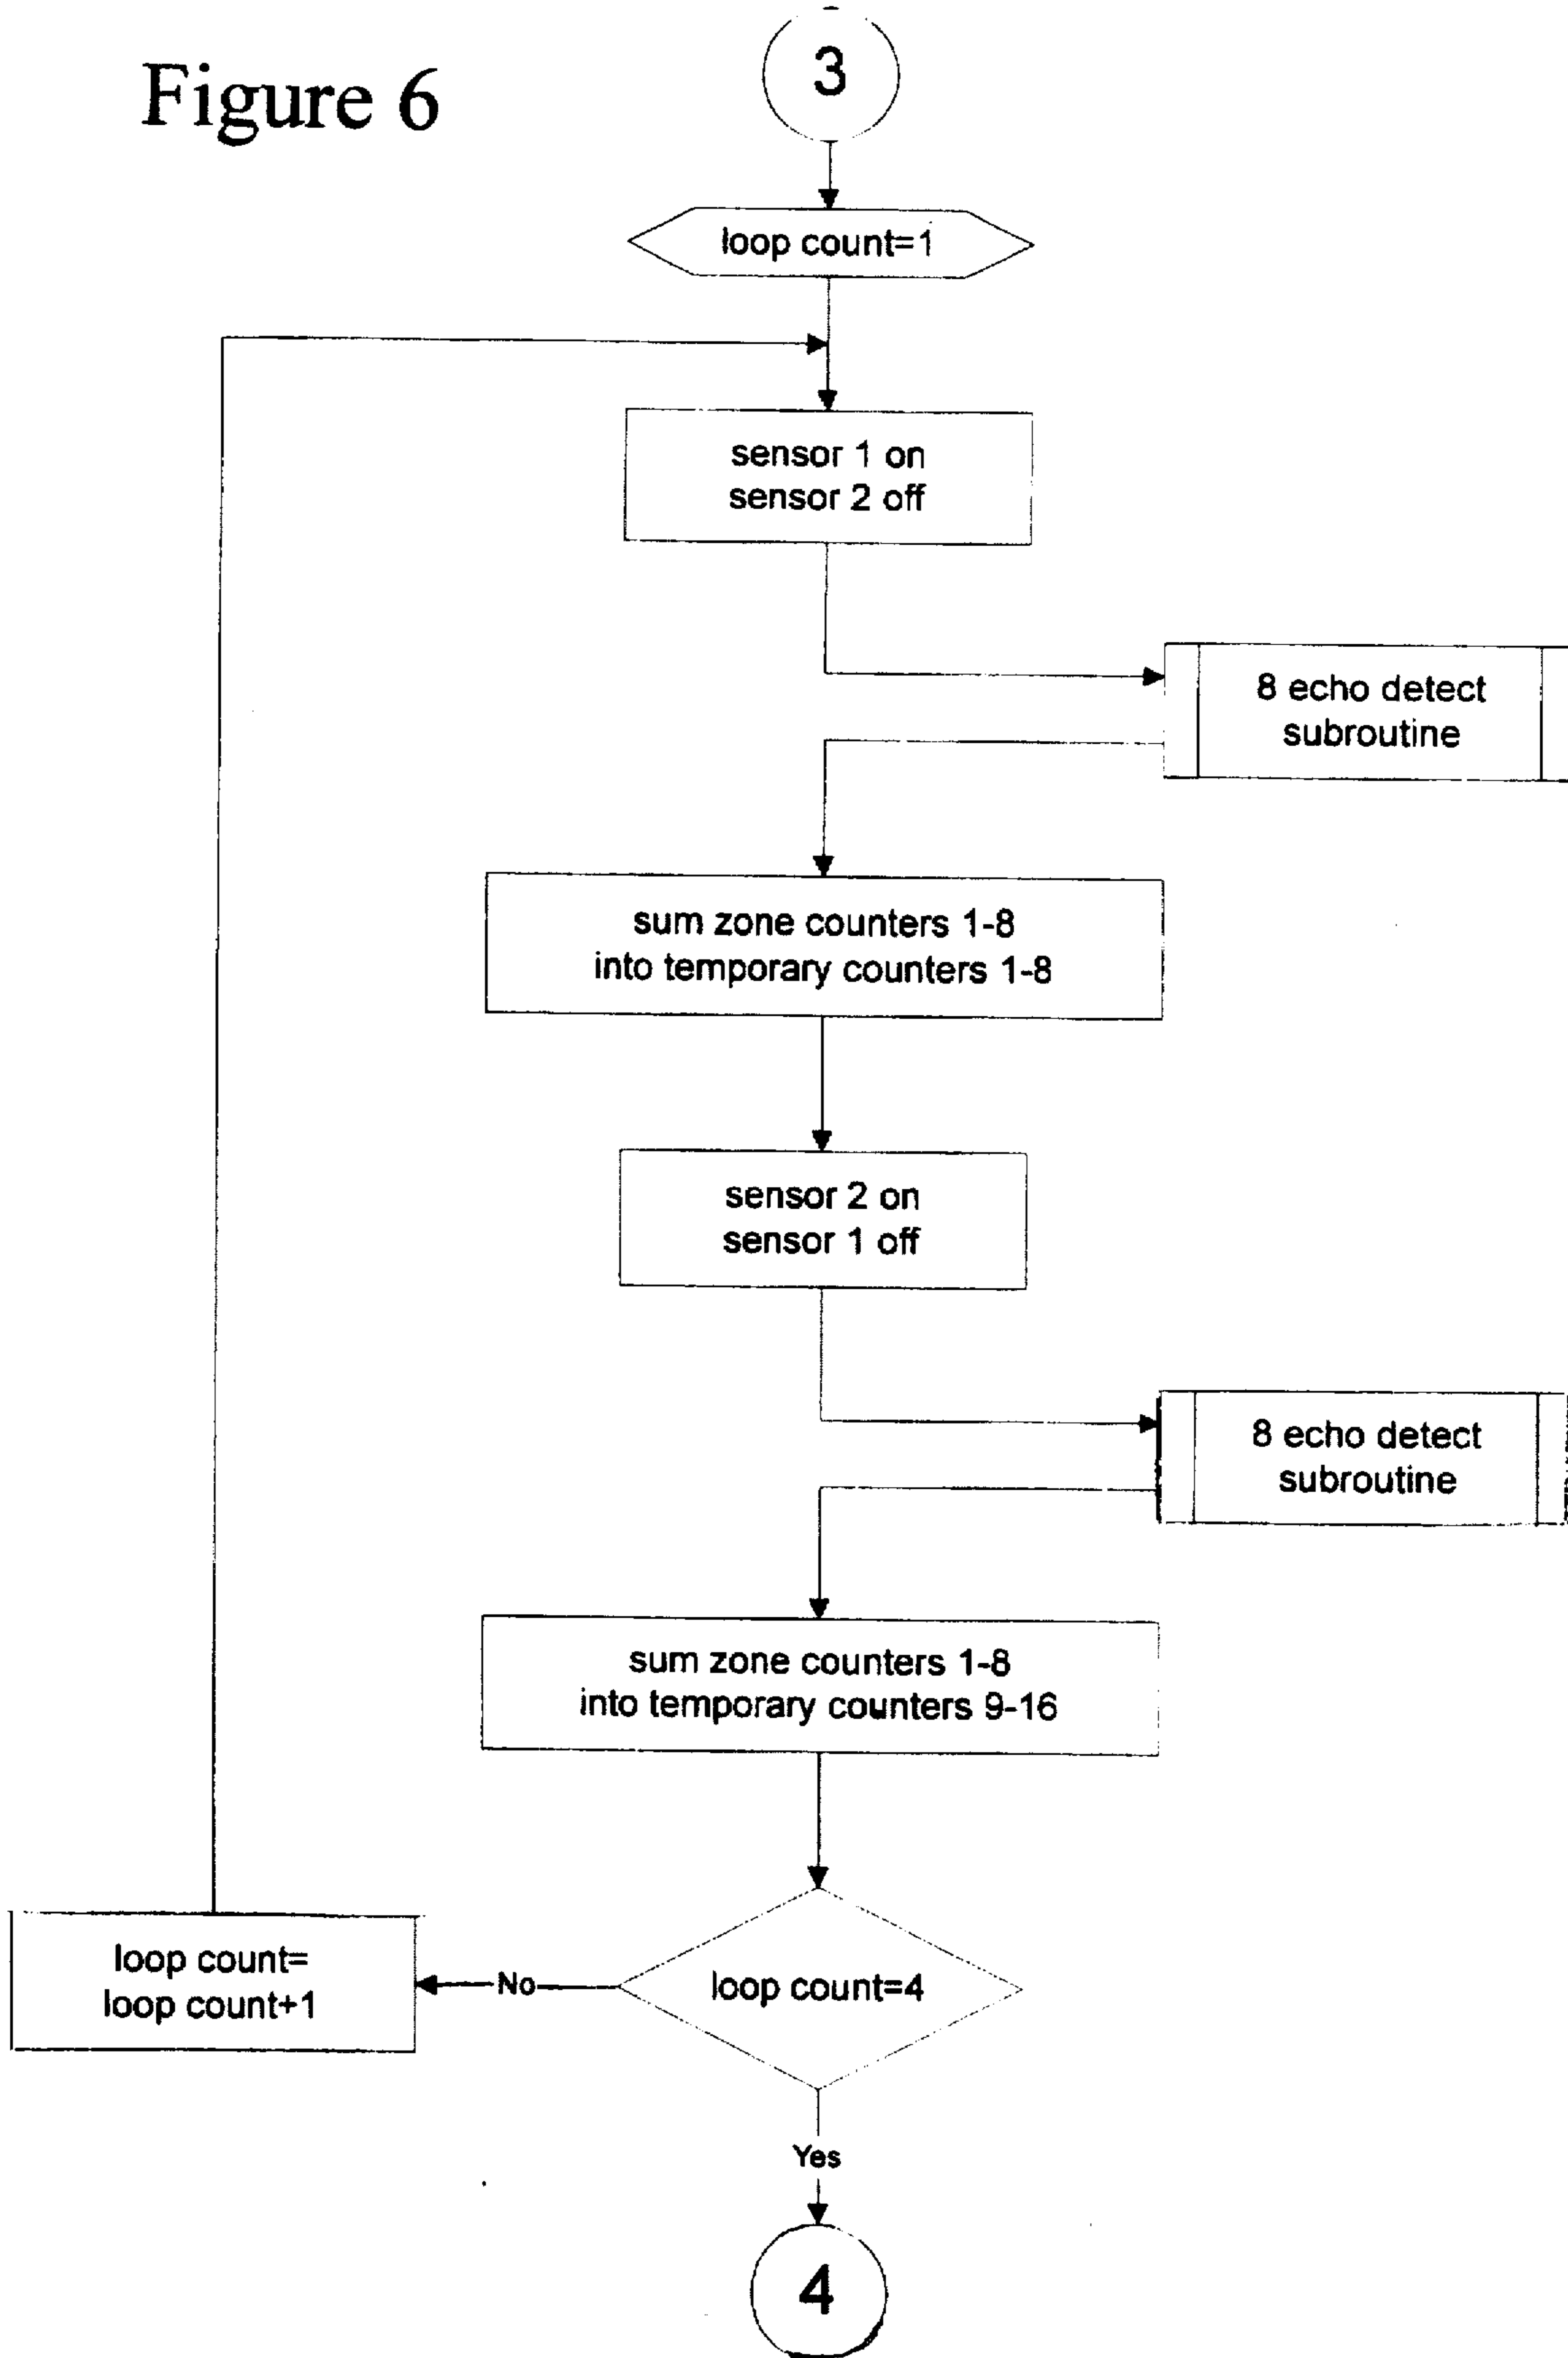 Figure 6
3
loop count=1
sensor 1 on
sensor 2 off
8 echo detect
subroutine
sum zone counters 1-8
into temporary counters 1-8
sensor 2 on
sensor 1 off
8 echo detect
subroutine
sum zone counters 1-8
into temporary counters 9-16
loop count=
loop count+1
No
loop count=4
Yes
4